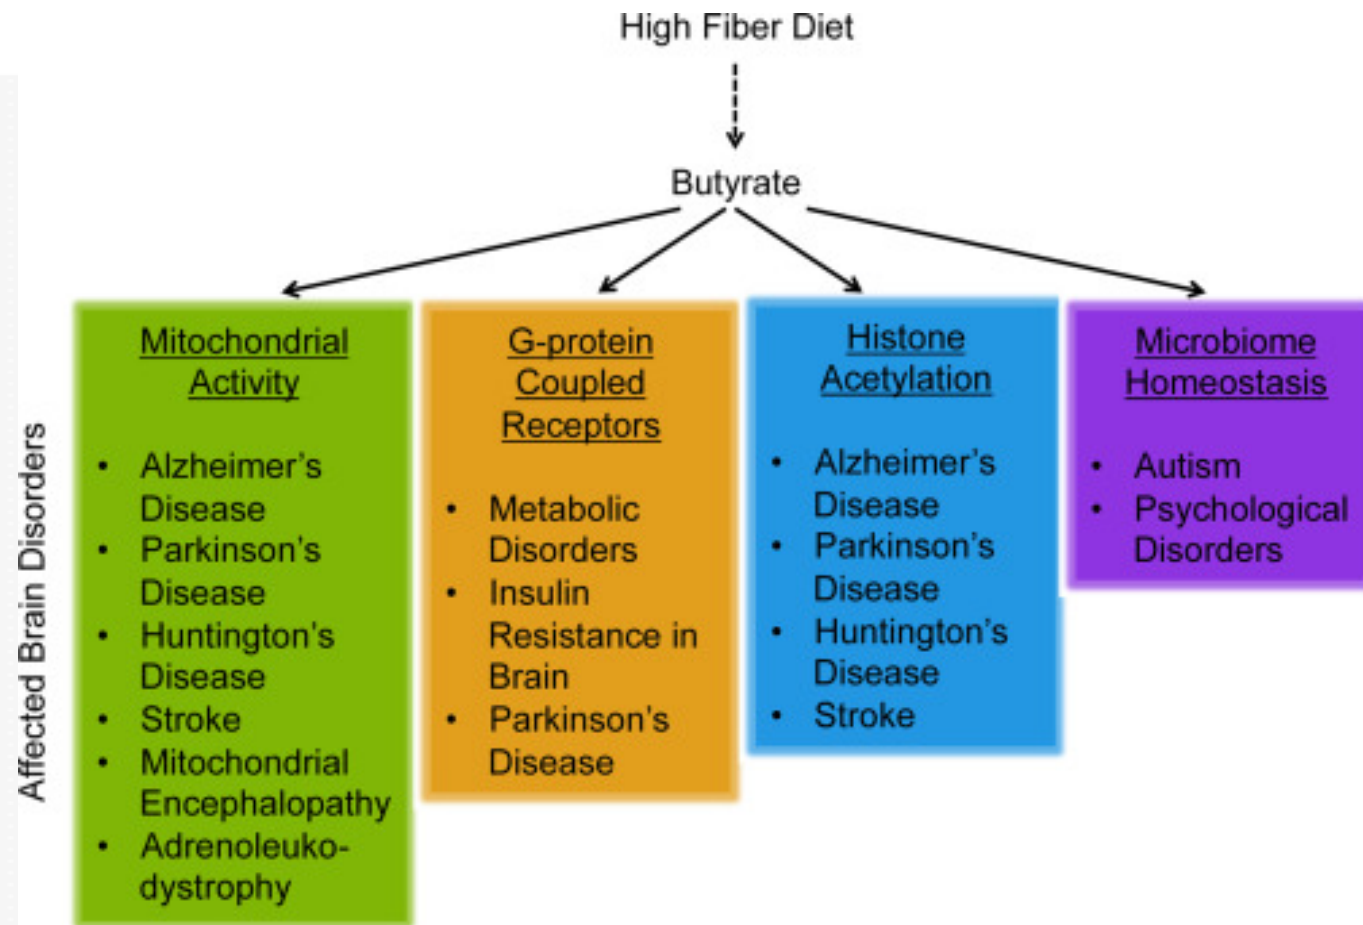 High Fiber Diet
Butyrate
Affected Brain Disorders
Mitochondrial
Activity
• Alzheimer’s
Disease
• Parkinson’s
Disease
• Huntington’s
Disease
• Stroke
• Mitochondrial
Encephalopathy
• Adrenoleuko-
dystrophy
G-protein
Coupled
Receptors
• Metabolic
Disorders
• Insulin
Resistance in
Brain
• Parkinson’s
Disease
Histone
Acetylation
• Alzheimer’s
Disease
• Parkinson’s
Disease
• Huntington’s
Disease
• Stroke
Microbiome
Homeostasis
• Autism
• Psychological
Disorders